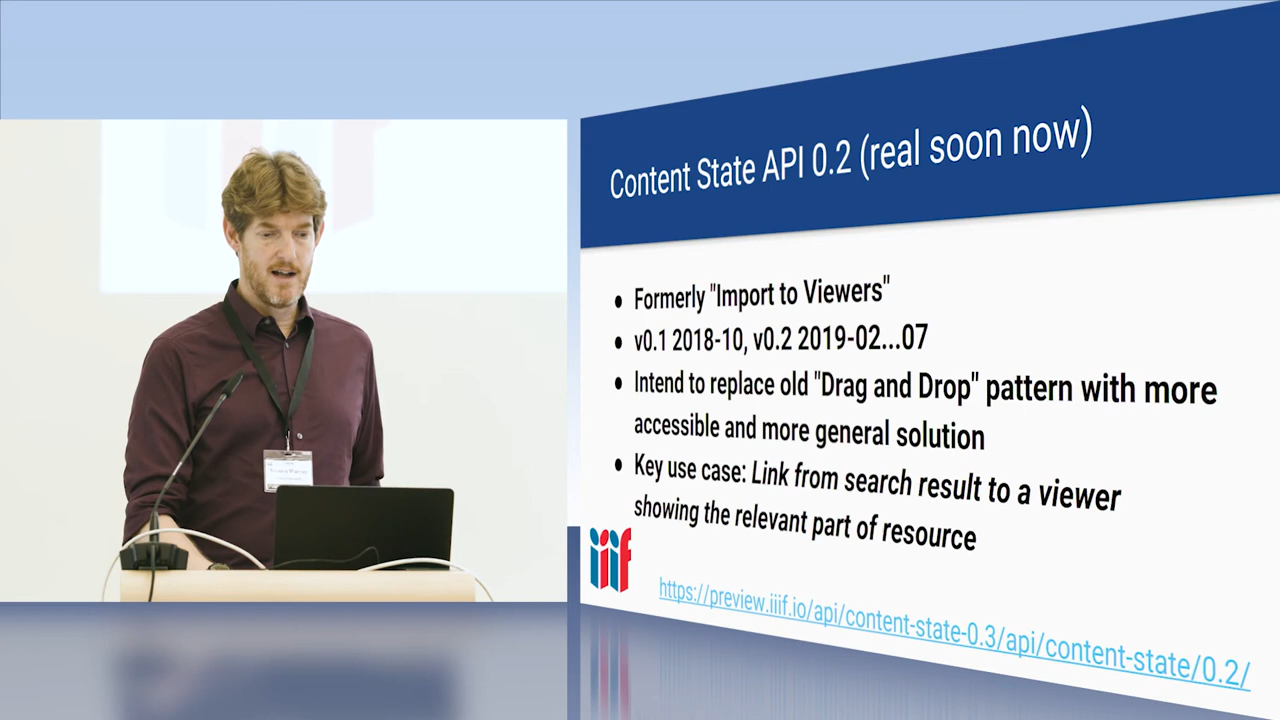 Content State API 0.2 (real soon now)
• Formerly "Import to Viewers"
• v0.1 2018-10, v0.2 2019-02...07
• Intend to replace old "Drag and Drop" pattern with more
accessible and more general solution
• Key use case: Link from search result to a viewer
showing the relevant part of resource
iiif
https://preview.iiif.io/api/content-state-0.3/api/content-state/0.2/